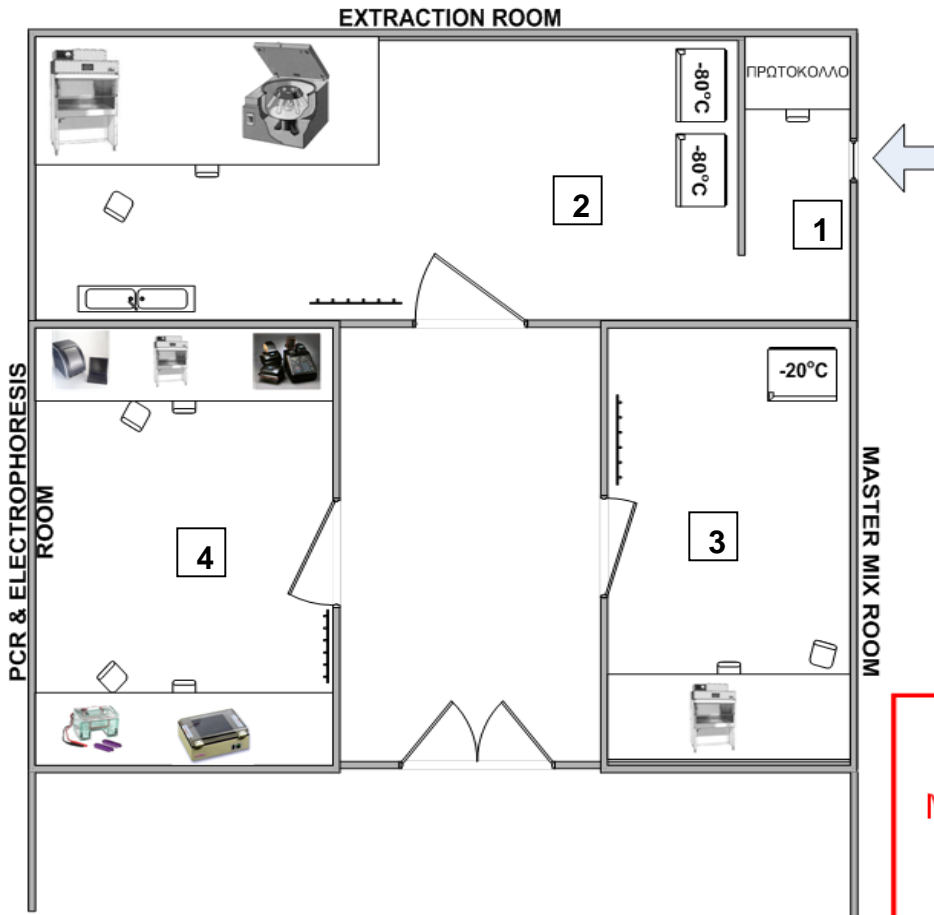 EXTRACTION ROOM
-80°C
-80°C
ΠΡΩΤΟΚΟΛΛΟ
1
2
PCR & ELECTROPHORESIS
ROOM
-20°C
3
4
MASTER MIX ROOM